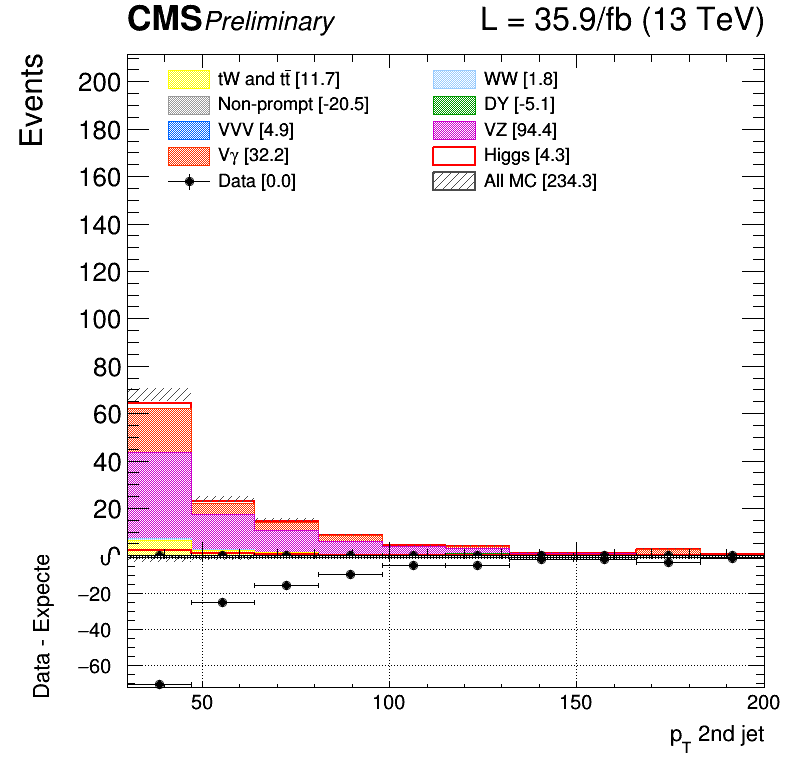 CMS Preliminary L = 35.9/fb (13 TeV)
Events
200
180
160
140
120
100
80
60
40
20
0
tW and tt̄ [11.7]
WW [1.8]
Non-prompt [-20.5]
DY [-5.1]
VVV [4.9]
VZ [94.4]
Vγ [32.2]
Higgs [4.3]
Data [0.0]
All MC [234.3]
Data - Expecte
0
−20
−40
−60
50 100 150 200
pT 2nd jet